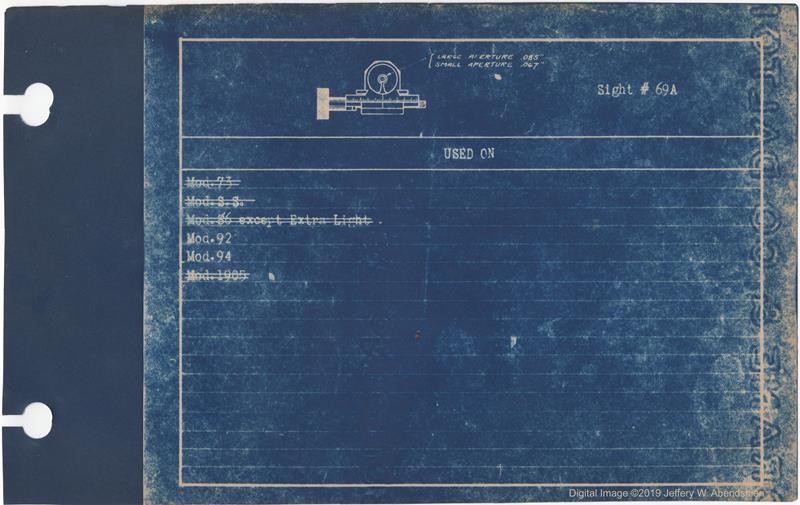 LARGE APERTURE .085"
SMALL APERTURE .067"
Sight # 69A
USED ON
Mod.73
Mod.S.S.
Mod.86 except Extra Light.
Mod.92
Mod.94
Mod.1905
Digital Image ©2019 Jeffery W. Abendshien